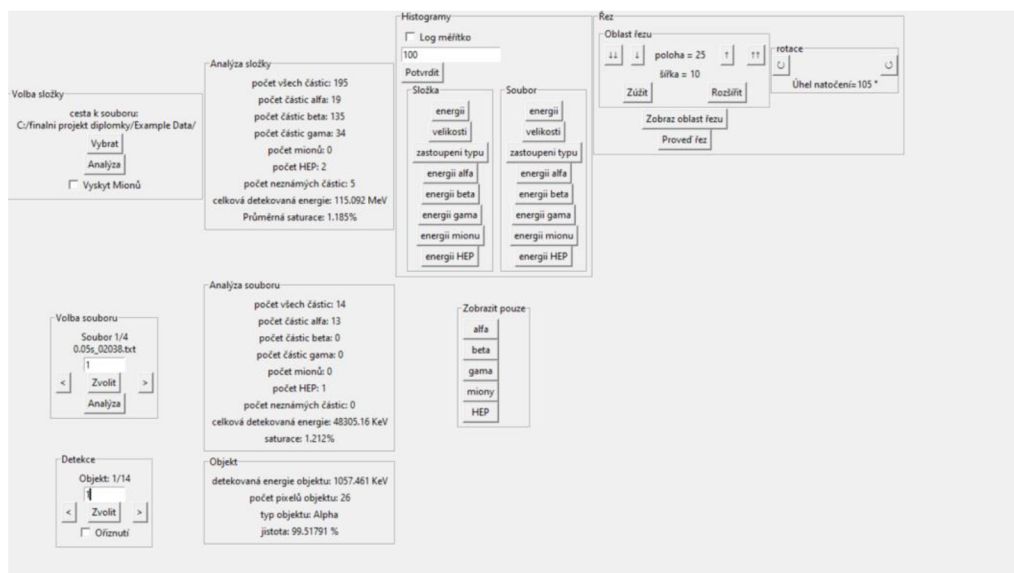 Volba složky
cesta k souboru:
C:/finalni projekt diplomky/Example Data/
Vybrat
Analýza
Vyskyt Mionů
Analýza složky
počet všech částic: 195
počet částic alfa: 19
počet částic beta: 135
počet částic gama: 34
počet mionů: 0
počet HEP: 2
počet neznámých částic: 5
celková detekovaná energie: 115.092 MeV
Průměrná saturace: 1.185%
Histogramy
Log měřítko
100
Potvrdit
Složka
energii
velikosti
zastoupeni typu
energii alfa
energii beta
energii gama
energii mionu
energii HEP
Soubor
energii
velikosti
zastoupeni typu
energii alfa
energii beta
energii gama
energii mionu
energii HEP
Řez
Oblast řezu
↓↓ ↓ poloha = 25 ↑ ↑↑
šířka = 10
Zúžit Rozšířit
rotace
Úhel natočení= 105 °
Zobraz oblast řezu
Proveď řez
Volba souboru
Soubor 1/4
0.05s_02038.txt
1
< Zvolit >
Analýza
Analýza souboru
počet všech částic: 14
počet částic alfa: 13
počet částic beta: 0
počet částic gama: 0
počet mionů: 0
počet HEP: 1
počet neznámých částic: 0
celková detekovaná energie: 48305.16 KeV
saturace: 1.212%
Zobrazit pouze
alfa
beta
gama
miony
HEP
Detekce
Objekt: 1/14
1
< Zvolit >
Oříznutí
Objekt
detekovaná energie objektu: 1057.461 KeV
počet pixelů objektu: 26
typ objektu: Alpha
jistota: 99.51791 %